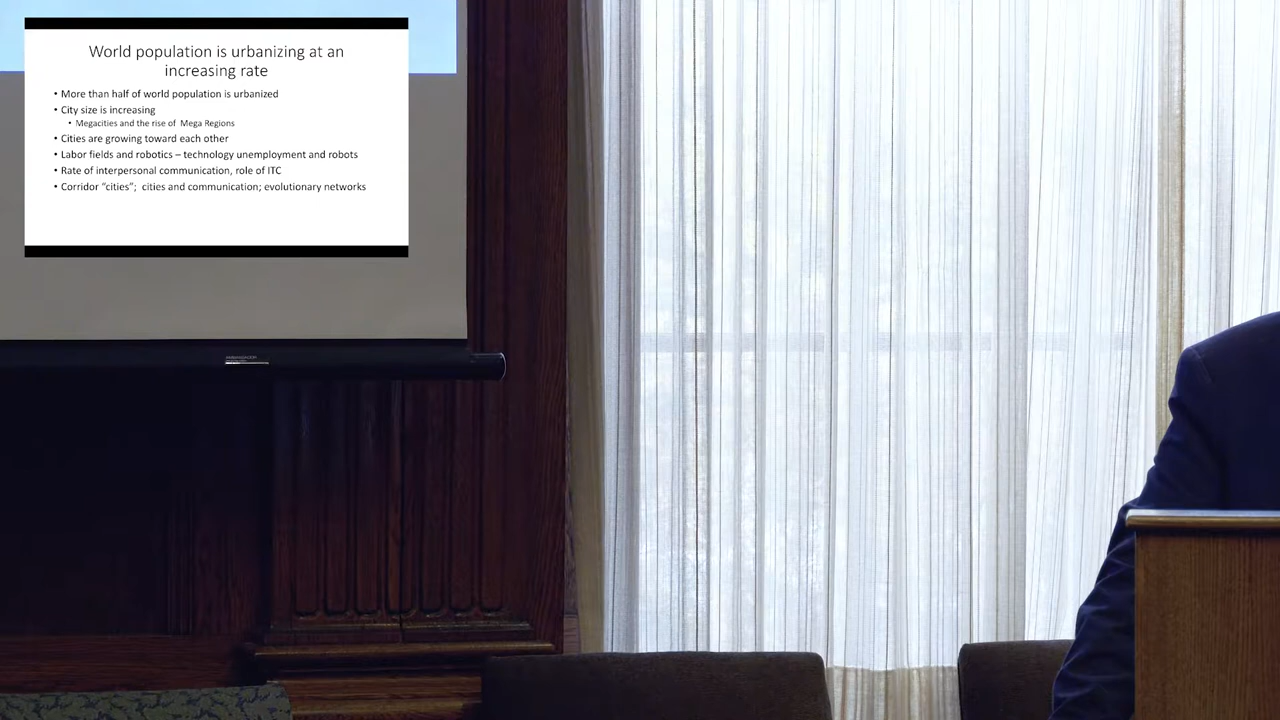 World population is urbanizing at an
increasing rate
• More than half of world population is urbanized
• City size is increasing
• Megacities and the rise of Mega Regions
• Cities are growing toward each other
• Labor fields and robotics – technology unemployment and robots
• Rate of interpersonal communication, role of ITC
• Corridor “cities”; cities and communication; evolutionary networks